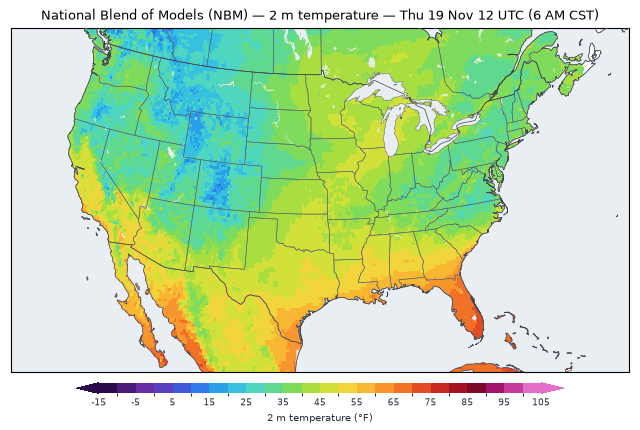 National Blend of Models (NBM) — 2 m temperature — Thu 19 Nov 12 UTC (6 AM CST)
-15 -5 5 15 25 35 45 55 65 75 85 95 105
2 m temperature (°F)